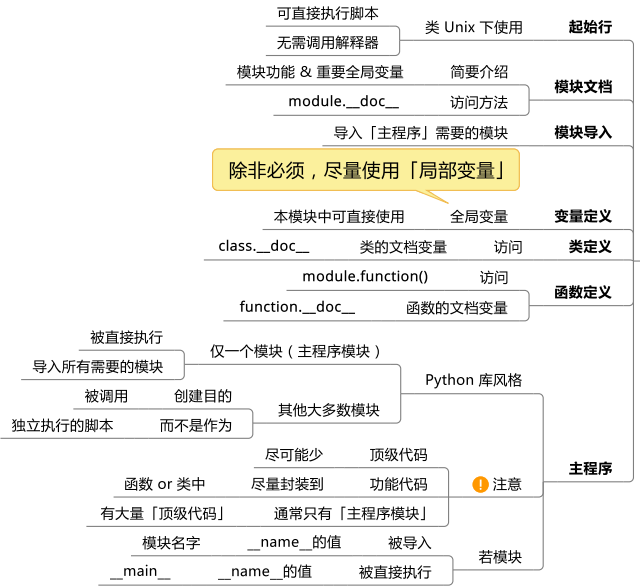 起始行
类 Unix 下使用
可直接执行脚本
无需调用解释器
模块文档
简要介绍
模块功能 & 重要全局变量
访问方法
module.__doc__
模块导入
导入「主程序」需要的模块
除非必须，尽量使用「局部变量」
变量定义
全局变量
本模块中可直接使用
类定义
访问
类的文档变量
class.__doc__
函数定义
访问
module.function()
函数的文档变量
function.__doc__
主程序
Python 库风格
仅一个模块（主程序模块）
被直接执行
导入所有需要的模块
其他大多数模块
创建目的
被调用
而不是作为
独立执行的脚本
注意
顶级代码
尽可能少
功能代码
尽量封装到
函数 or 类中
通常只有「主程序模块」
有大量「顶级代码」
若模块
被导入
__name__的值
模块名字
被直接执行
__name__的值
__main__